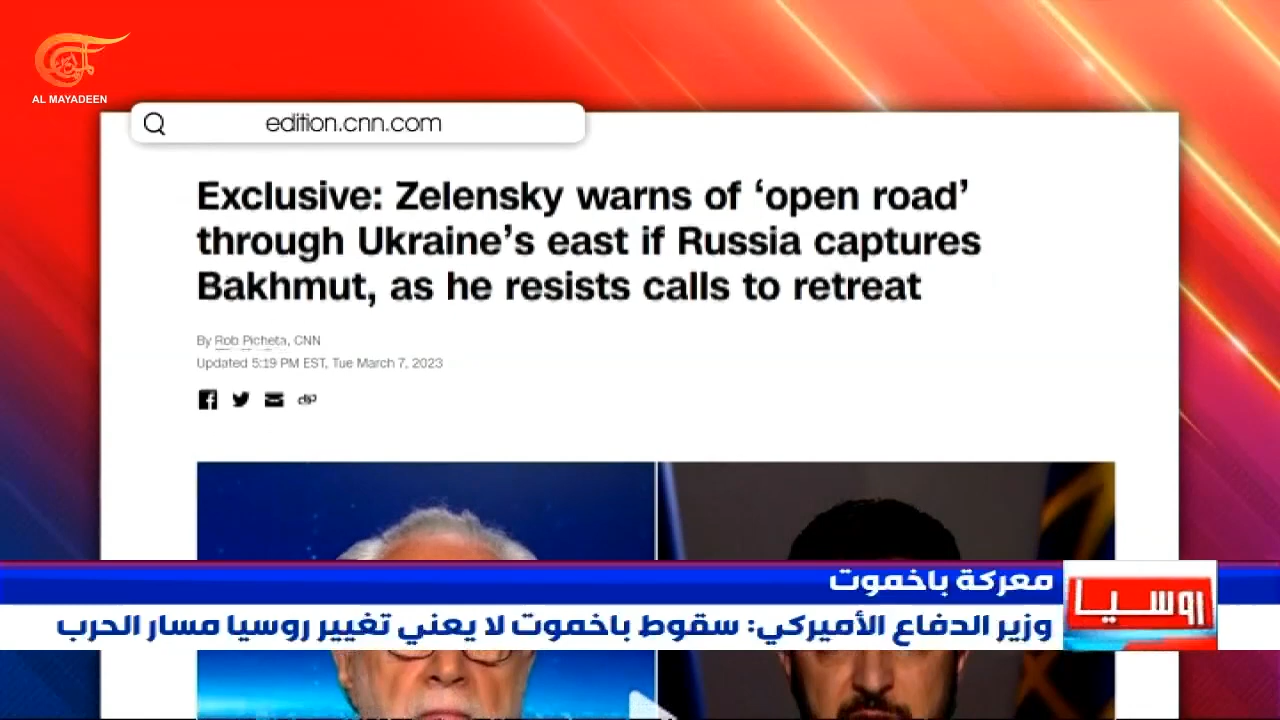 AL MAYADEEN
edition.cnn.com
Exclusive: Zelensky warns of ‘open road’
through Ukraine’s east if Russia captures
Bakhmut, as he resists calls to retreat
By Rob Picheta, CNN
Updated 5:19 PM EST, Tue March 7, 2023
معركة باخموت
روسيا
وزير الدفاع الأميركي: سقوط باخموت لا يعني تغيير روسيا مسار الحرب